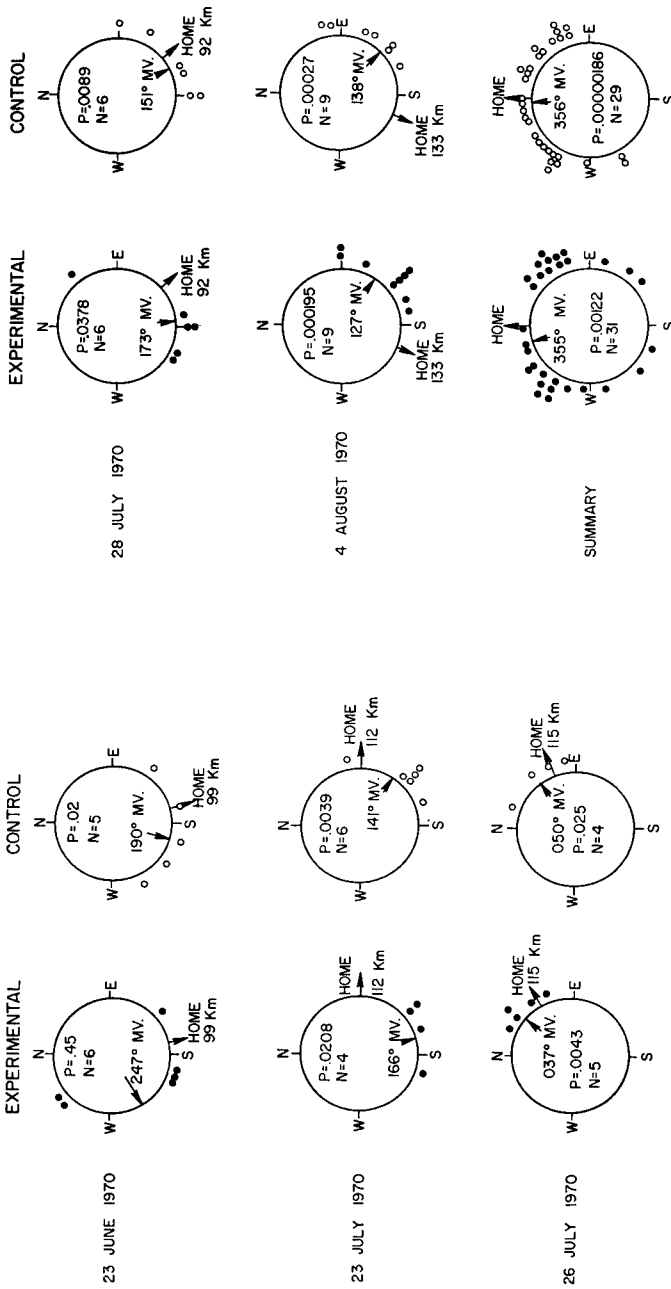 EXPERIMENTAL
CONTROL
23 JUNE 1970
N
P=.45
N=6
W
E
247° MV.
S
HOME
99 Km
N
P=.02
N=5
W
E
190° MV.
S
HOME
99 Km
23 JULY 1970
N
P=.0208
N=4
HOME
112 Km
W
166° MV.
S
N
P=.0039
N=6
HOME
112 Km
W
141° MV.
S
26 JULY 1970
N
HOME
115 Km
037° MV.
W
E
P=.0043
N=5
S
N
HOME
115 Km
050° MV.
W
E
P=.025
N=4
S
EXPERIMENTAL
CONTROL
28 JULY 1970
N
P=.0378
N=6
W
E
173° MV.
S
HOME
92 Km
N
P=.0089
N=6
W
E
151° MV.
S
HOME
92 Km
4 AUGUST 1970
N
P=.000195
N=9
W
E
127° MV.
S
HOME
133 Km
N
P=.00027
N=9
W
E
138° MV.
S
HOME
133 Km
SUMMARY
HOME
355° MV.
W
E
P=.00122
N=31
S
HOME
356° MV.
W
E
P=.00000186
N=29
S